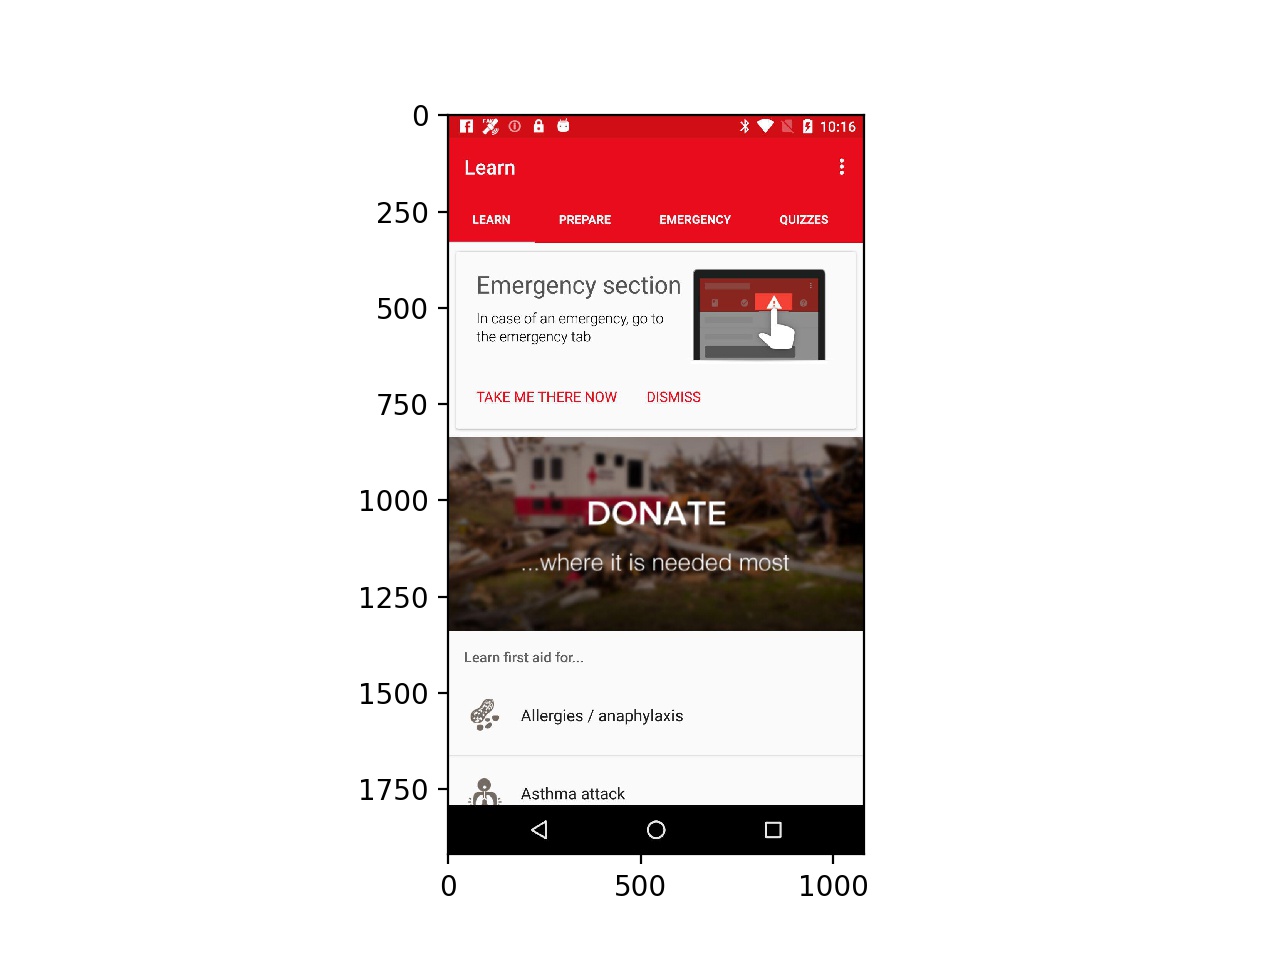 0
250
500
750
1000
1250
1500
1750
0
500
1000
10:16
Learn
LEARN
PREPARE
EMERGENCY
QUIZZES
Emergency section
In case of an emergency, go to
the emergency tab
TAKE ME THERE NOW
DISMISS
DONATE
...where it is needed most
Learn first aid for...
Allergies / anaphylaxis
Asthma attack